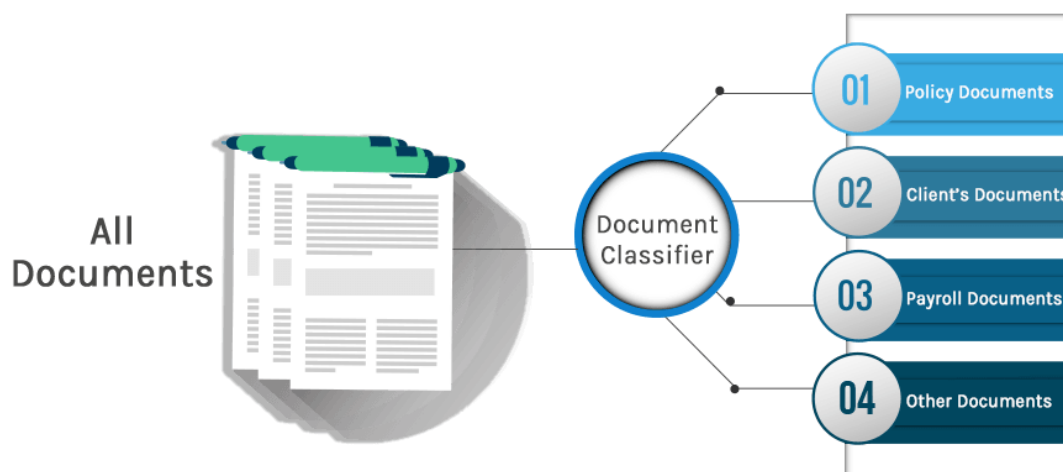 All
Documents
Document
Classifier
01
Policy Documents
02
Client's Documents
03
Payroll Documents
04
Other Documents